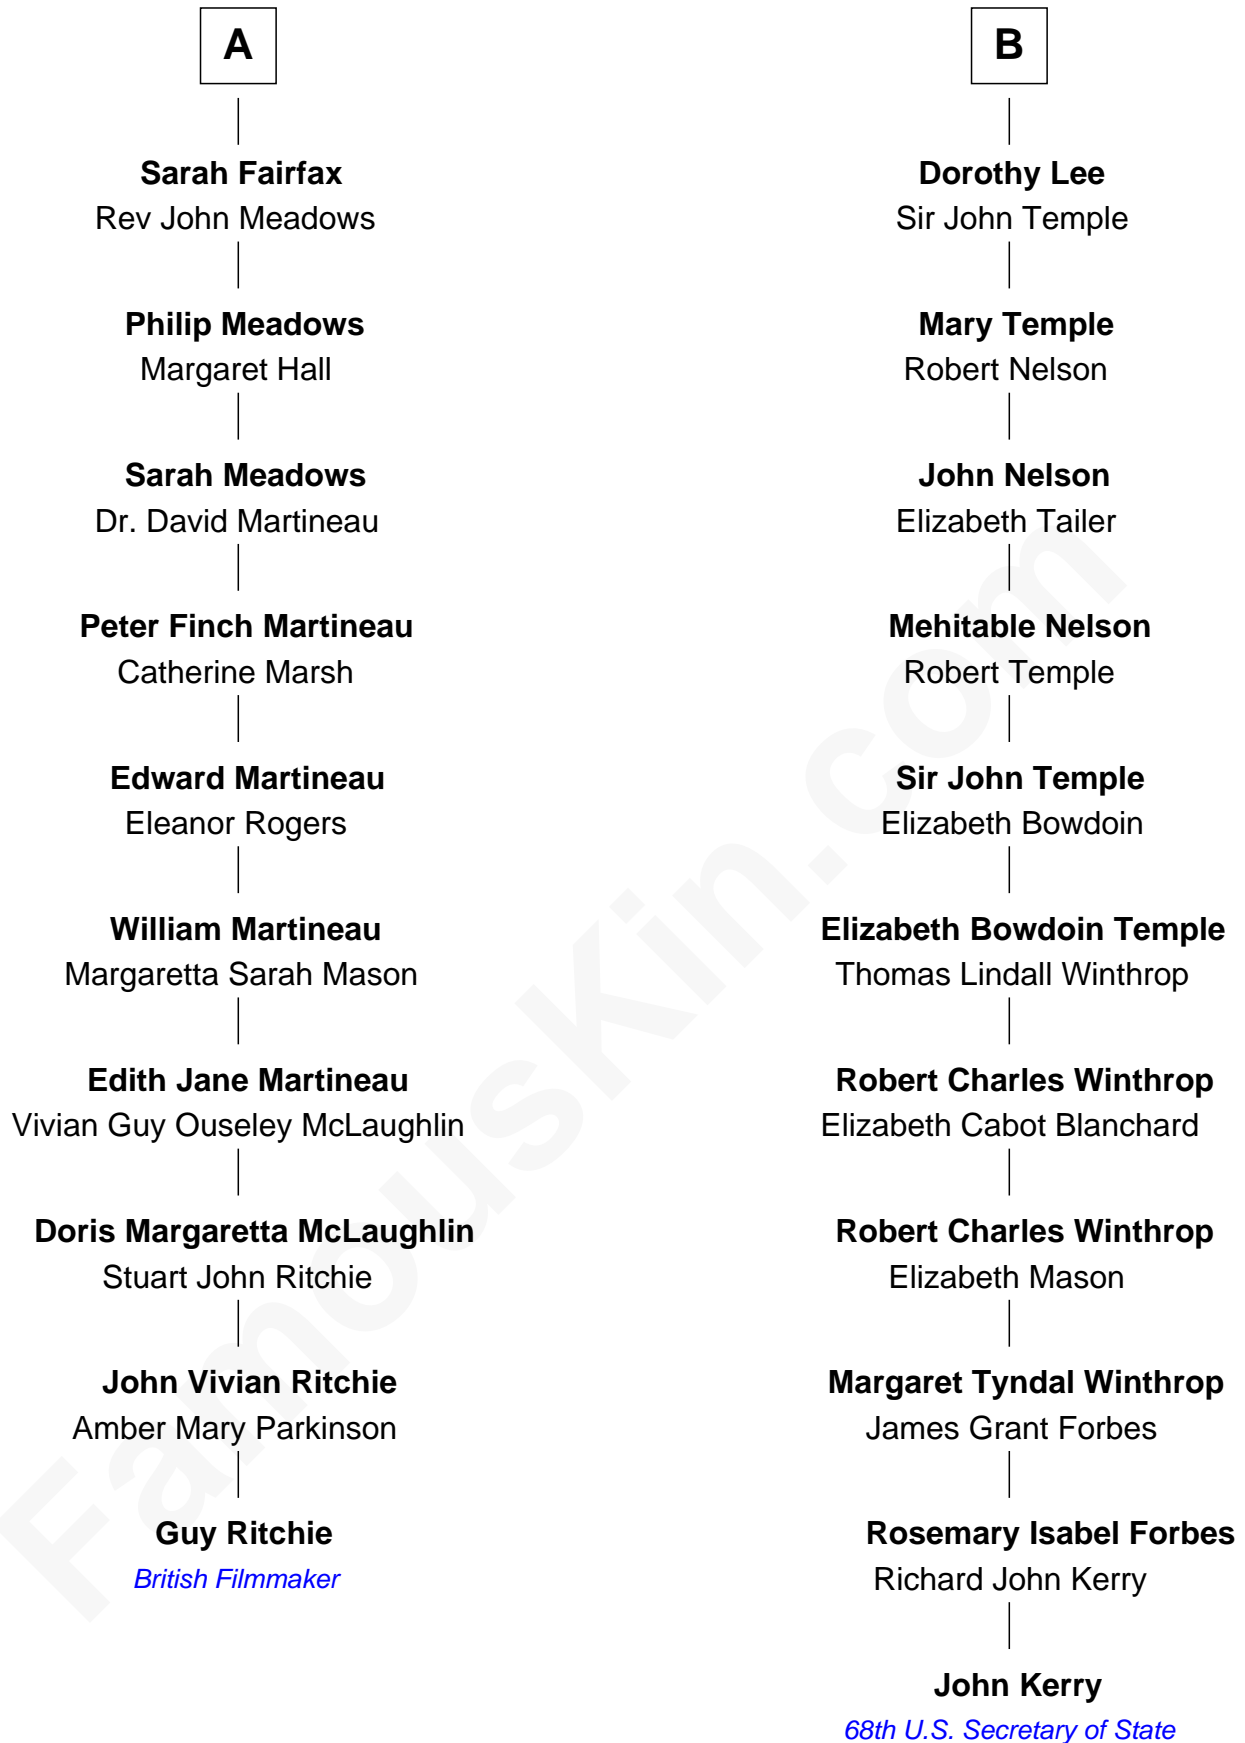 A
Sarah Fairfax
Rev John Meadows
Philip Meadows
Margaret Hall
Sarah Meadows
Dr. David Martineau
Peter Finch Martineau
Catherine Marsh
Edward Martineau
Eleanor Rogers
William Martineau
Margaretta Sarah Mason
Edith Jane Martineau
Vivian Guy Ouseley McLaughlin
Doris Margaretta McLaughlin
Stuart John Ritchie
John Vivian Ritchie
Amber Mary Parkinson
Guy Ritchie
British Filmmaker
B
Dorothy Lee
Sir John Temple
Mary Temple
Robert Nelson
John Nelson
Elizabeth Tailer
Mehitable Nelson
Robert Temple
Sir John Temple
Elizabeth Bowdoin
Elizabeth Bowdoin Temple
Thomas Lindall Winthrop
Robert Charles Winthrop
Elizabeth Cabot Blanchard
Robert Charles Winthrop
Elizabeth Mason
Margaret Tyndal Winthrop
James Grant Forbes
Rosemary Isabel Forbes
Richard John Kerry
John Kerry
68th U.S. Secretary of State
FamousKin.com